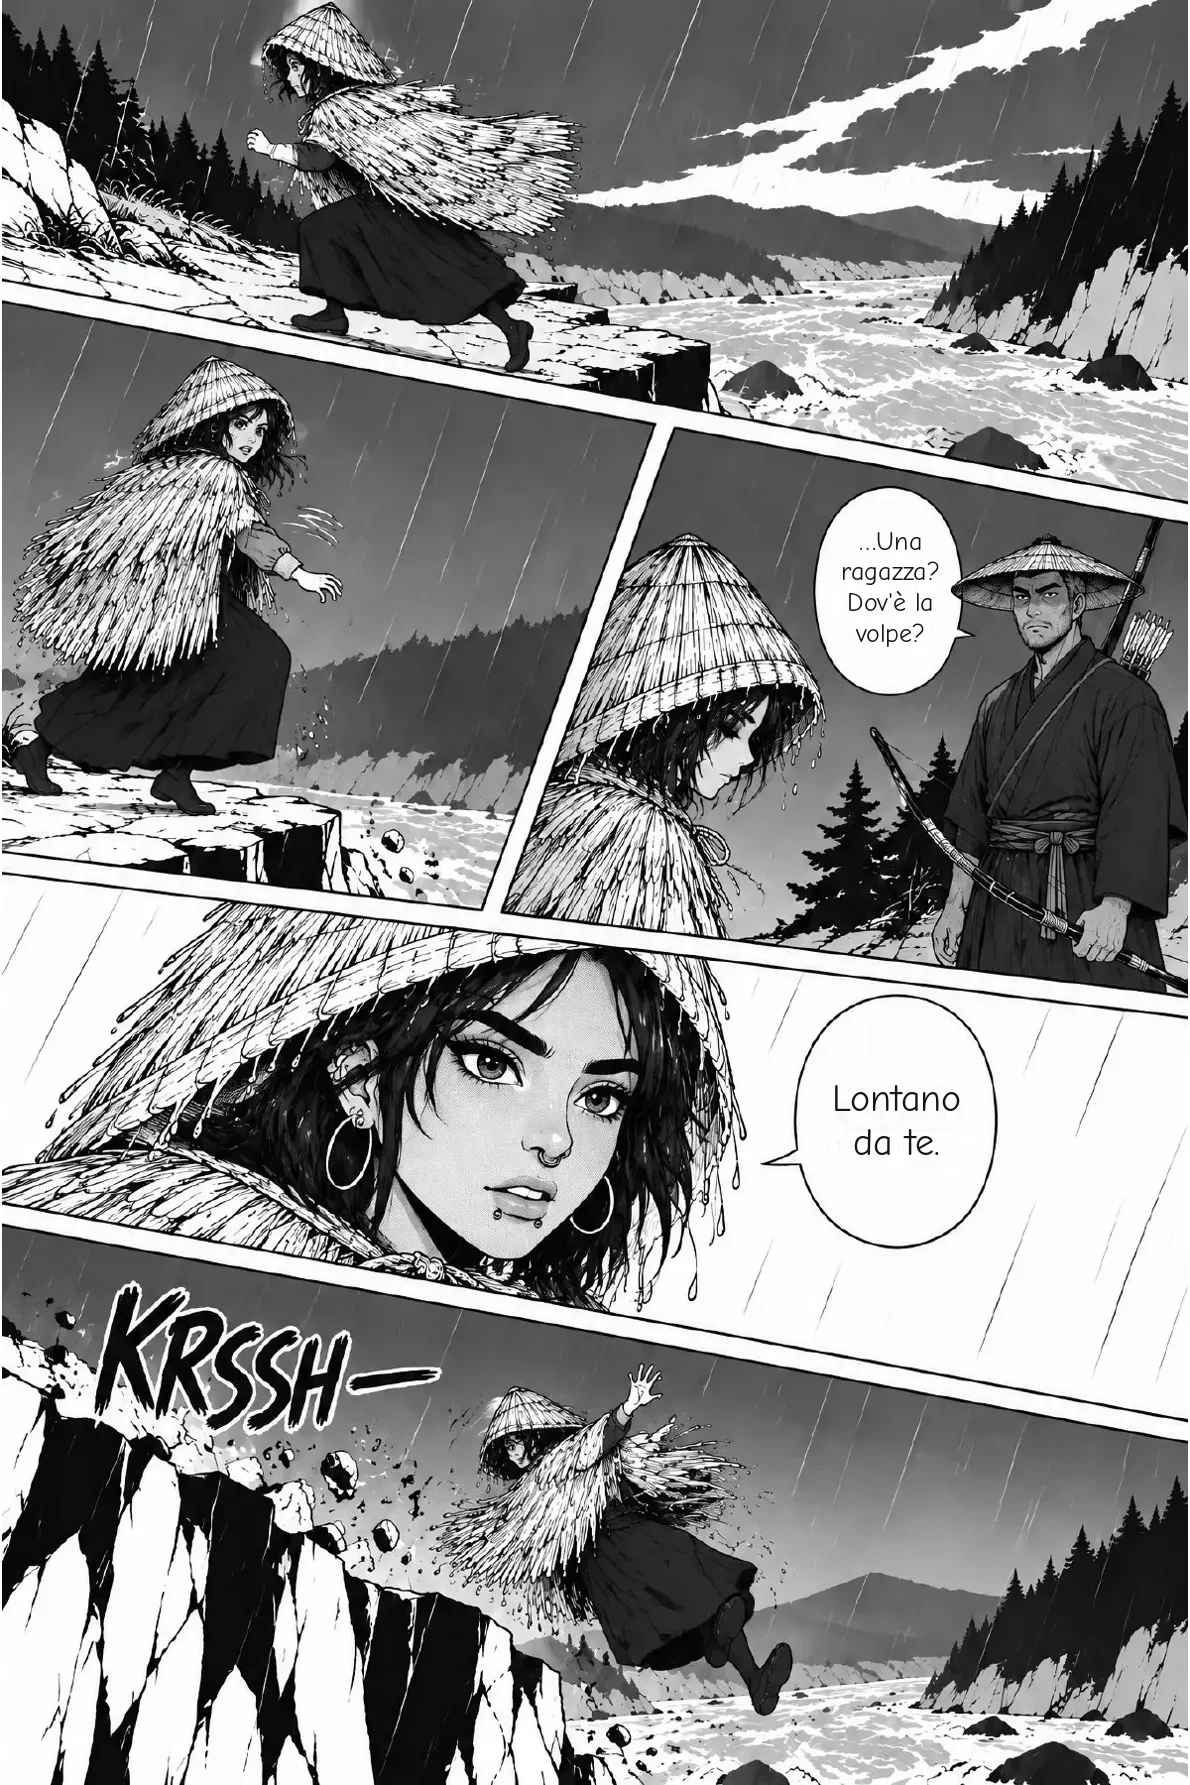 ...Una
ragazza?
Dov'è la
volpe?
Lontano
da te.
KRSSH—